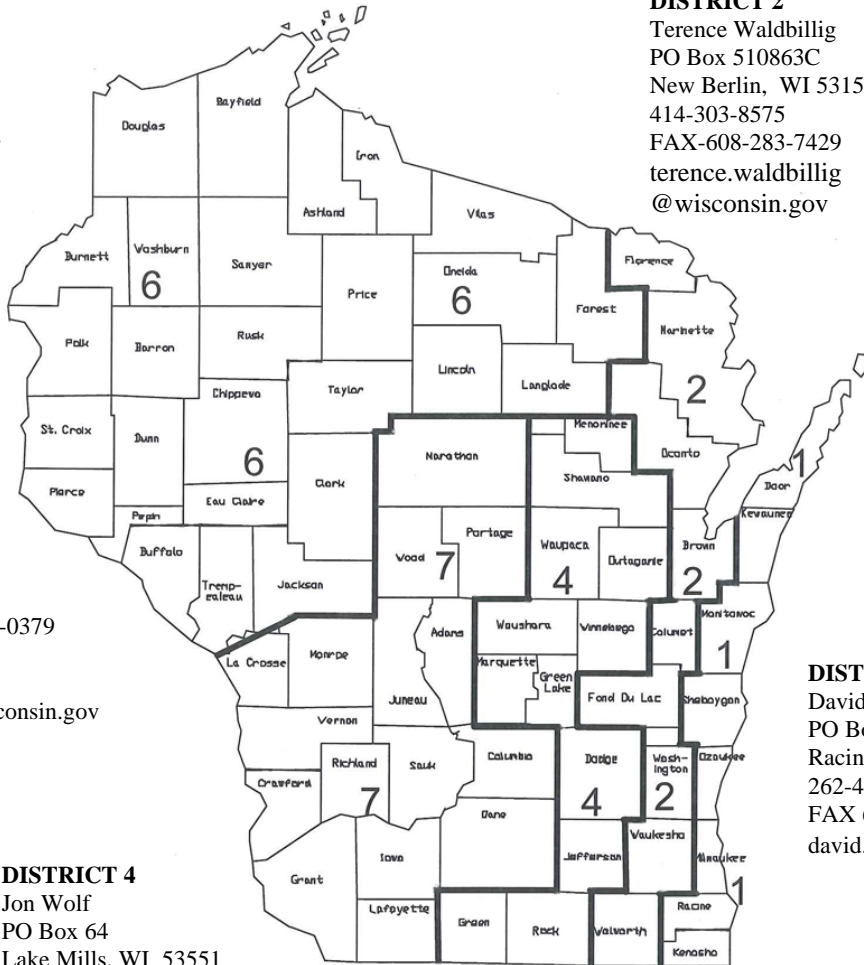 DISTRICT 2
Terence Waldbillig
PO Box 510863C
New Berlin, WI 5315
414-303-8575
FAX-608-283-7429
terence.waldbillig
@wisconsin.gov
Bayfield
Douglas
Iron
Ashland
Vilas
Burnett
Washburn
6
Sawyer
Florence
Oneida
6
Price
Forest
Marinette
Polk
Barron
Rusk
Lincoln
Langlade
2
Chippewa
Taylor
Menominee
St. Croix
Dunn
6
Marathon
Oconto
Shawano
1
Door
Clark
Pierce
Eau Claire
Kewaunee
Pepin
Portage
Wood
7
Waupaca
4
Outagamie
Brown
2
Buffalo
Tremp-
ealeau
Jackson
Manitowoc
-0379
Adams
Waushara
Winnebago
Calumet
1
La Crosse
Monroe
Marquette
Green
Lake
DIST
consin.gov
Juneau
Fond Du Lac
Sheboygan
David
PO Bo
Vernon
Racin
262-4
FAX
david.
Richland
7
Sauk
Columbia
Dodge
4
Wash-
ington
2
Ozaukee
Crawford
Dane
Waukesha
Iowa
Jefferson
Milwaukee
1
Grant
DISTRICT 4
Jon Wolf
PO Box 64
Lake Mills, WI 53551
Lafayette
Green
Rock
Walworth
Racine
Kenosha